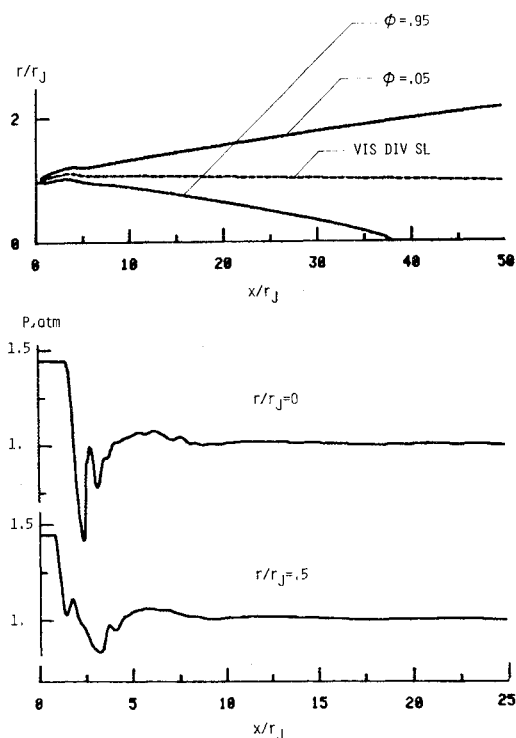 r/rJ
ϕ=.95
ϕ=.05
2
VIS DIV SL
0
0 10 20 30 40 50
x/rJ
P,atm
1.5
r/rJ=0
1.
1.5
r/rJ=.5
1.
0 5 10 15 20 25
x/rJ